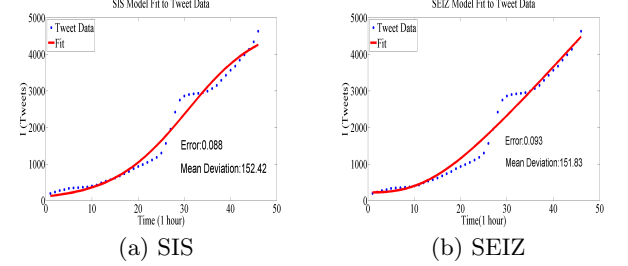 SIS Model Fit to Tweet Data
5000
4000
3000
2000
1000
0
I (Tweets)
Tweet Data
Fit
Error:0.088
Mean Deviation:152.42
10
20
30
40
50
Time (1 hour)
(a) SIS
SEIZ Model Fit to Tweet Data
5000
4000
3000
2000
1000
0
I (Tweets)
Tweet Data
Fit
Error:0.093
Mean Deviation:151.83
0
10
20
30
40
50
Time(1 hour)
(b) SEIZ